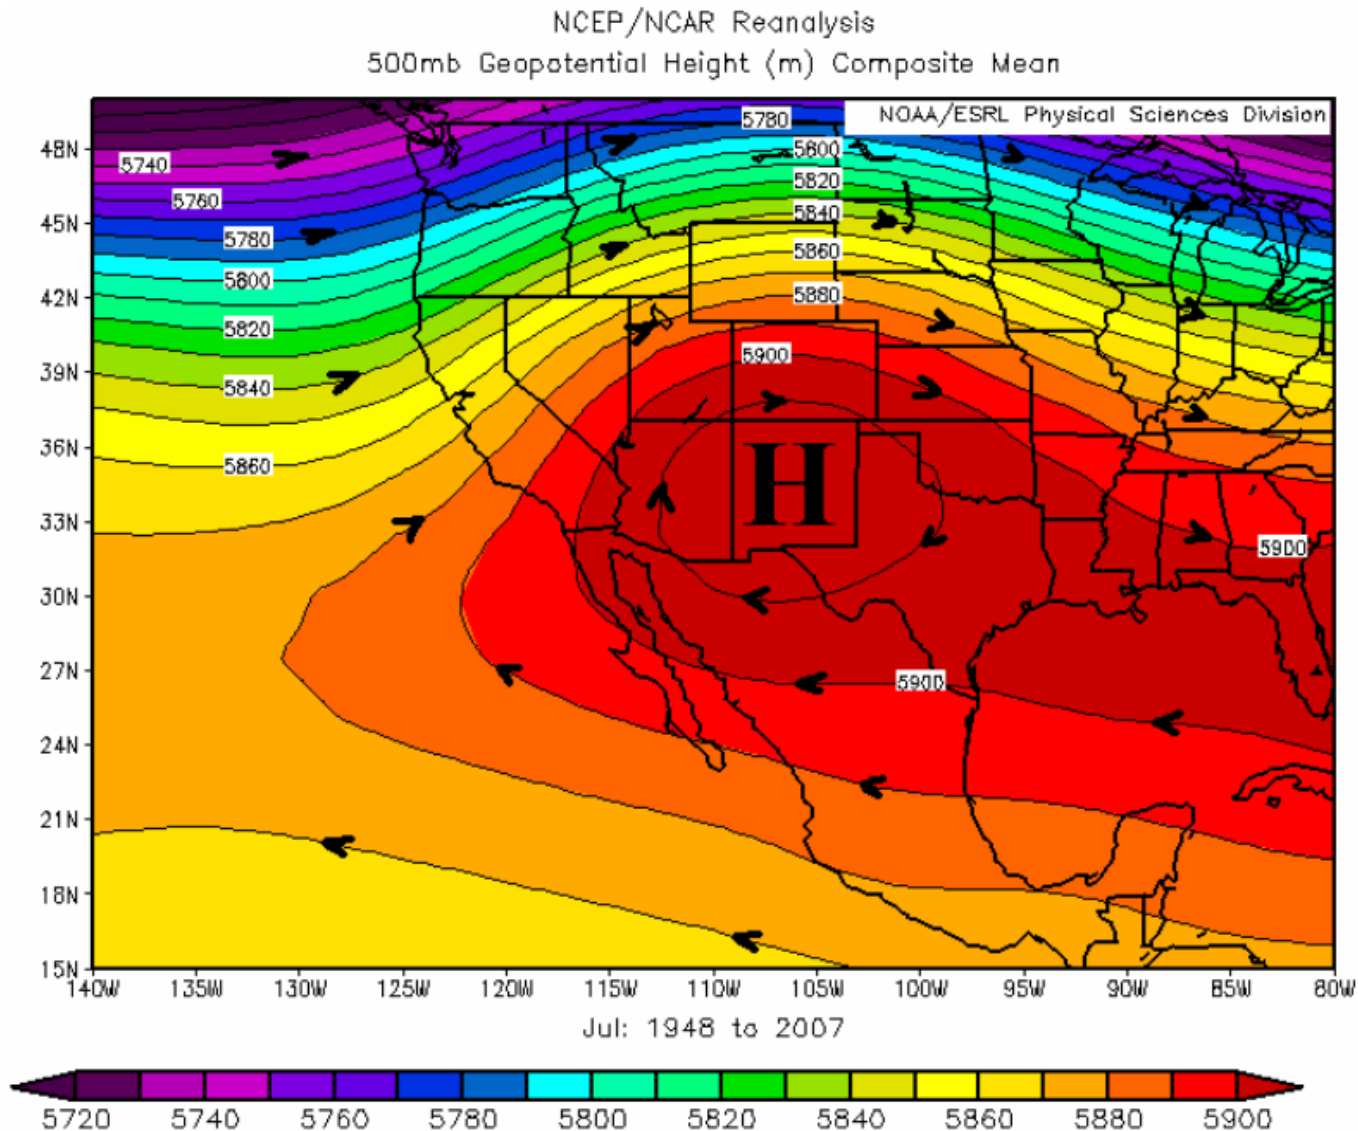 NCEP/NCAR Reanalysis
500mb Geopotential Height (m) Composite Mean
NOAA/ESRL Physical Sciences Division
5780
48N
5800
5740
5820
5760
5840
45N
5780
5860
5800
5880
42N
5820
5900
39N
5840
36N
5860
H
33N
5900
30N
27N
5900
24N
21N
18N
15N
140W 135W 130W 125W 120W 115W 110W 105W 100W 95W 90W 85W 80W
Jul: 1948 to 2007
5720 5740 5760 5780 5800 5820 5840 5860 5880 5900